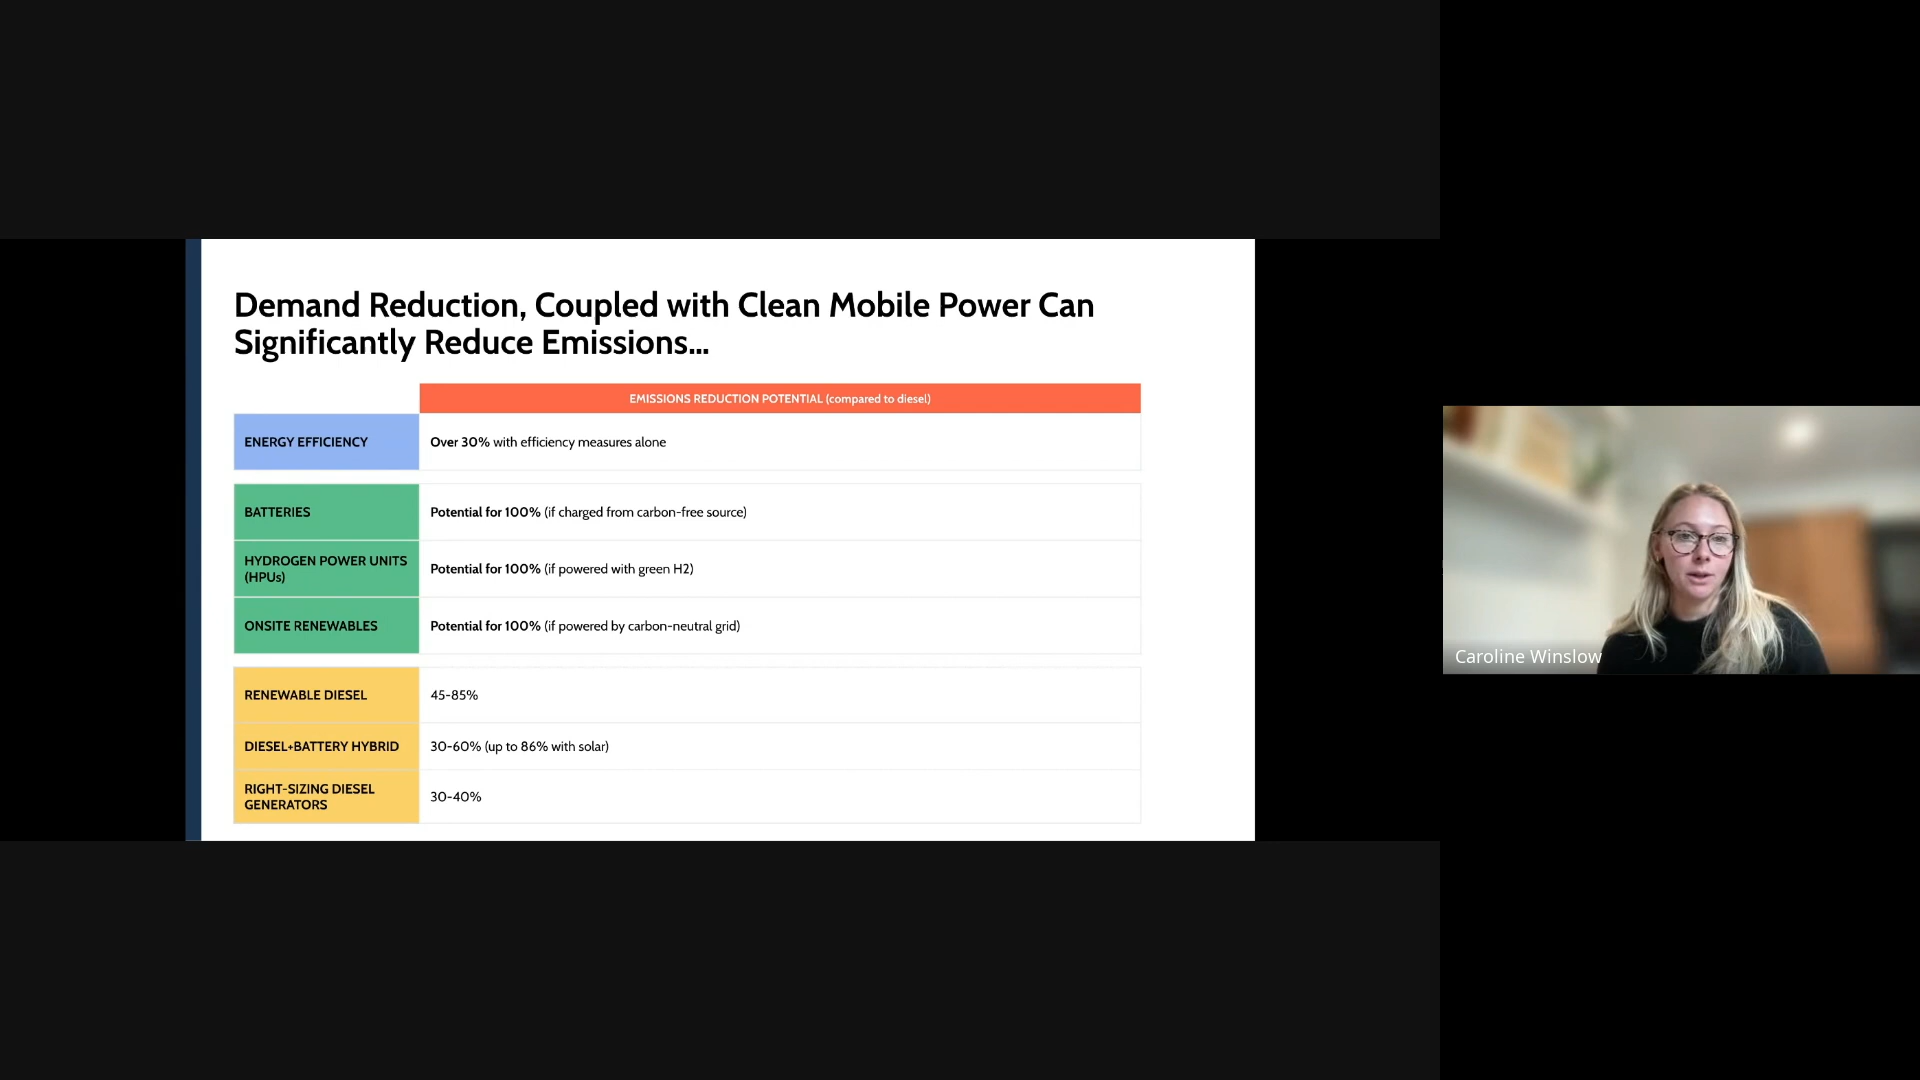 Demand Reduction, Coupled with Clean Mobile Power Can
Significantly Reduce Emissions...
EMISSIONS REDUCTION POTENTIAL (compared to diesel)
ENERGY EFFICIENCY
Over 30% with efficiency measures alone
BATTERIES
Potential for 100% (if charged from carbon-free source)
HYDROGEN POWER UNITS
(HPUs)
Potential for 100% (if powered with green H2)
ONSITE RENEWABLES
Potential for 100% (if powered by carbon-neutral grid)
RENEWABLE DIESEL
45-85%
DIESEL+BATTERY HYBRID
30-60% (up to 86% with solar)
RIGHT-SIZING DIESEL
GENERATORS
30-40%
Caroline Winslow